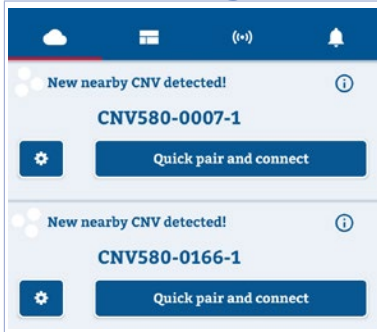 New nearby CNV detected!
CNV580-0007-1
Quick pair and connect
New nearby CNV detected!
CNV580-0166-1
Quick pair and connect